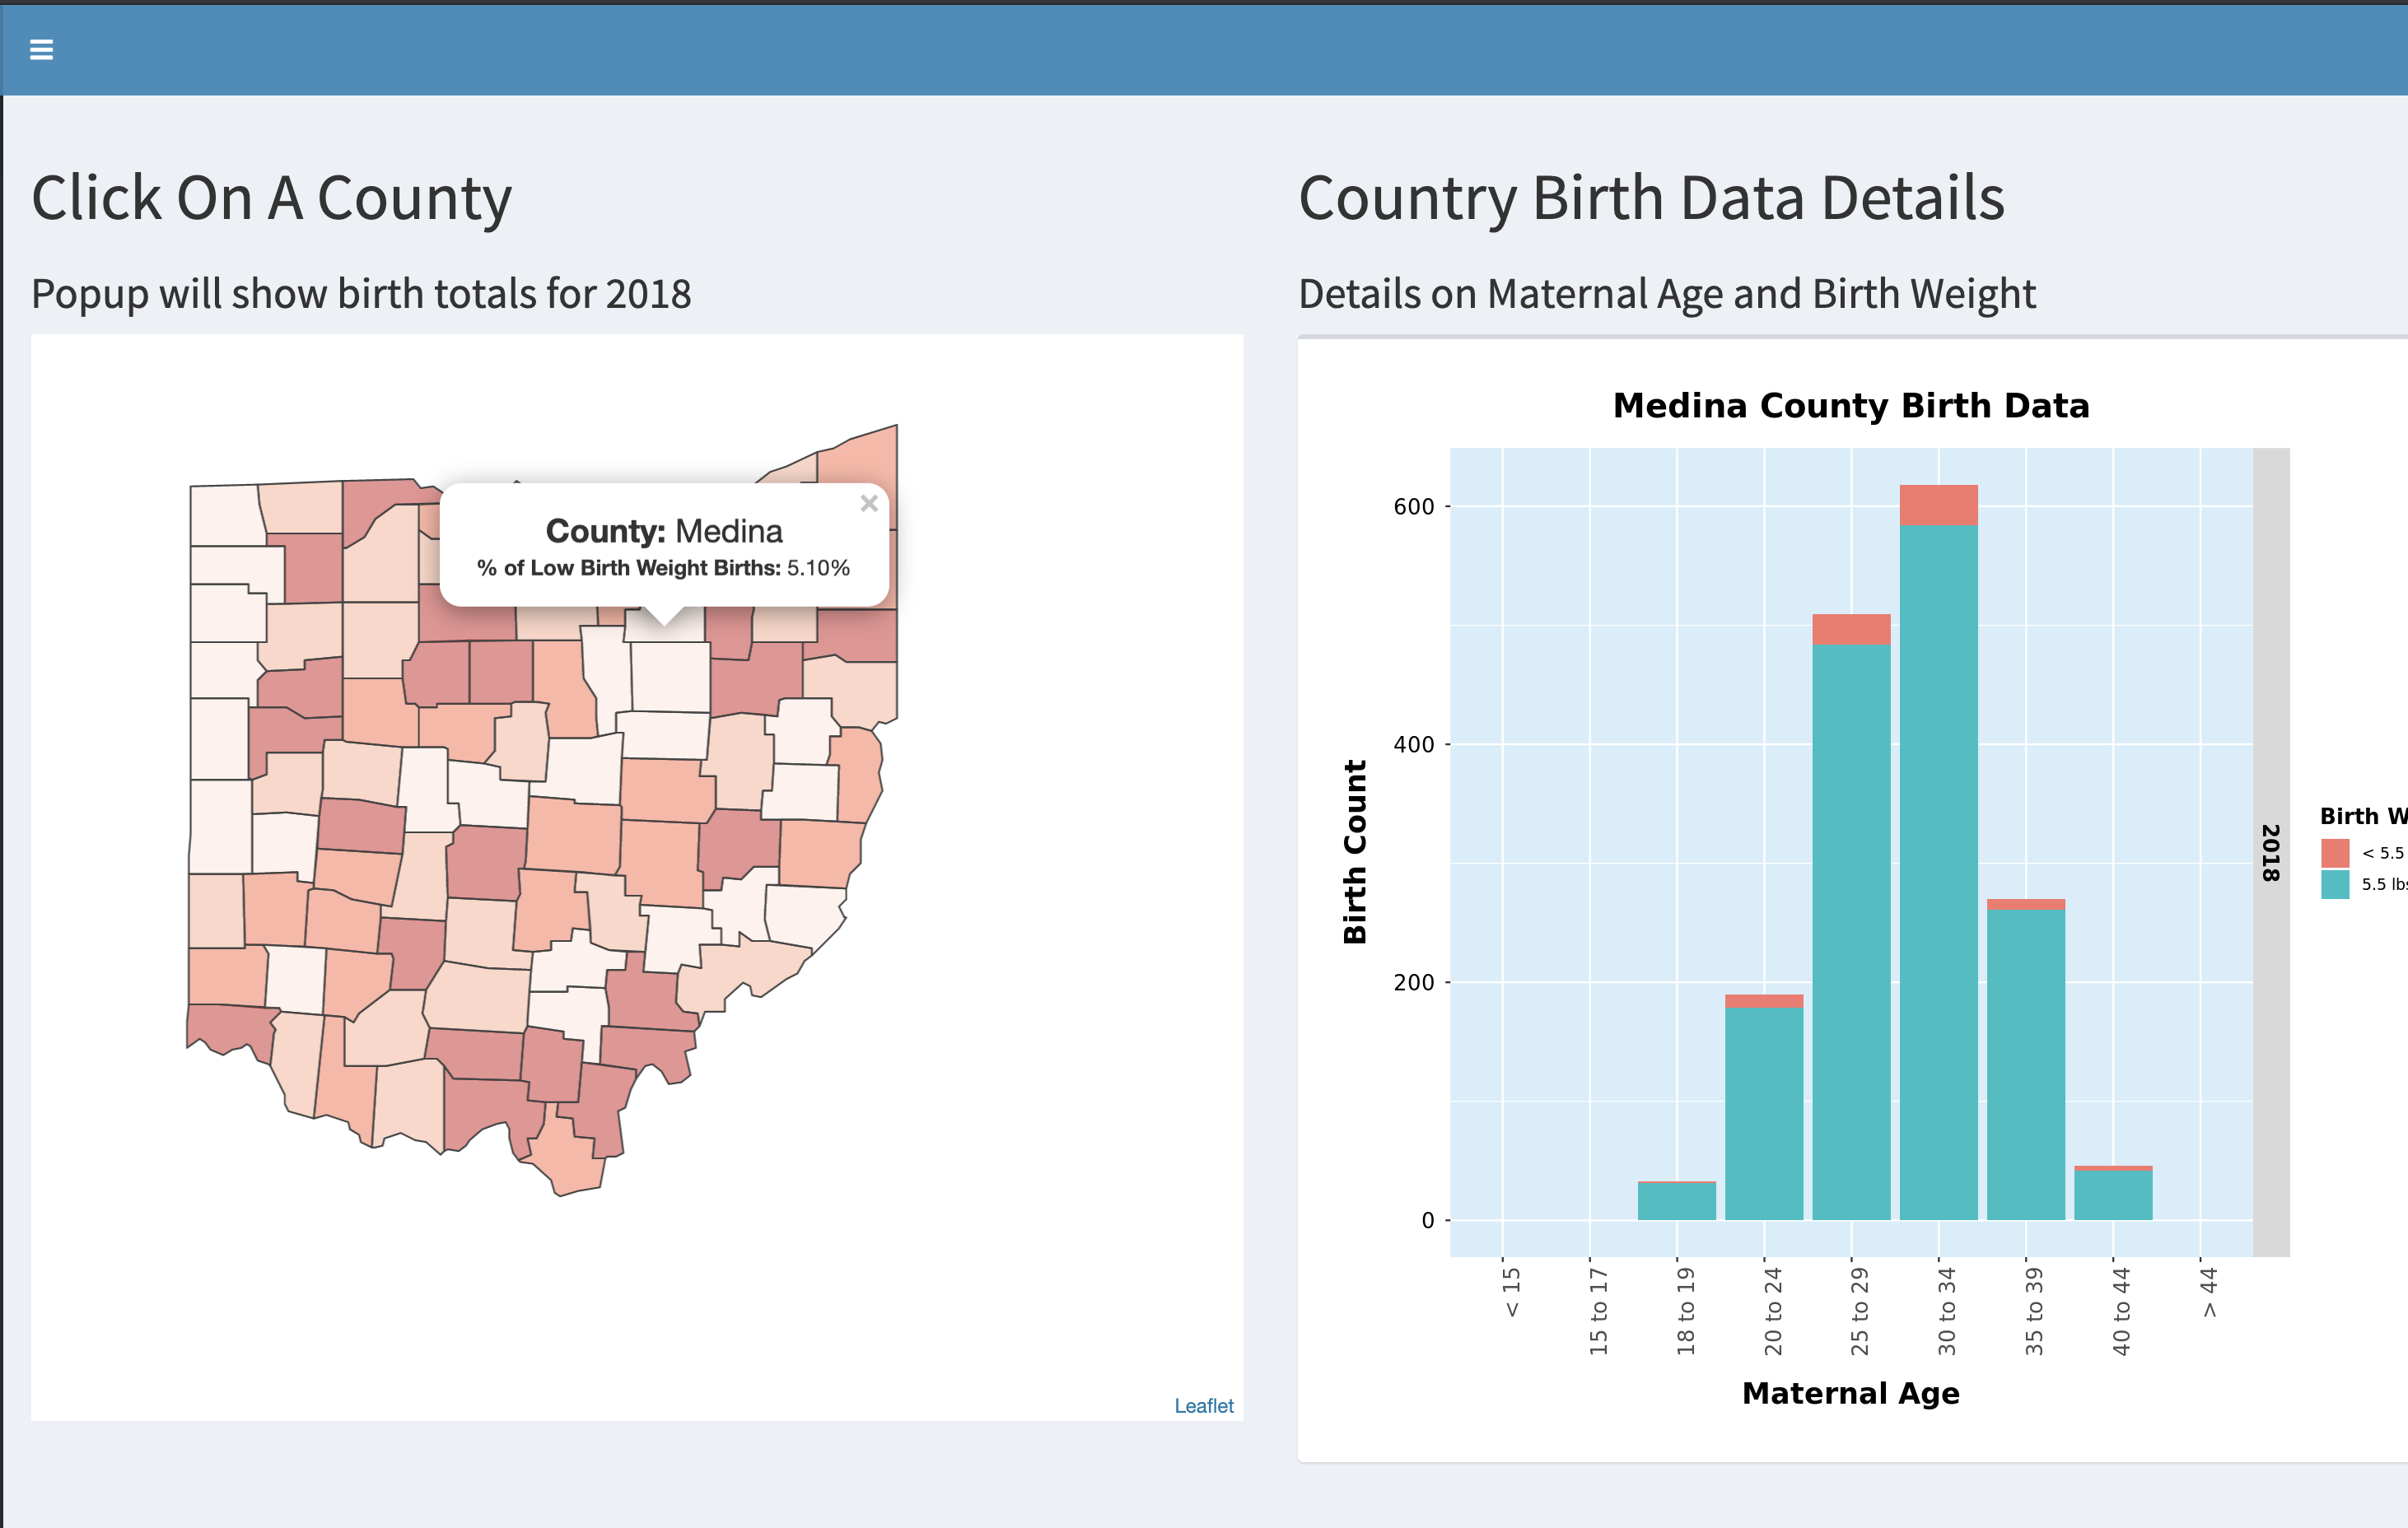 Click On A County
Popup will show birth totals for 2018
×
County: Medina
% of Low Birth Weight Births: 5.10%
Leaflet
Country Birth Data Details
Details on Maternal Age and Birth Weight
Medina County Birth Data
Birth Count
600
400
200
0
< 15
15 to 17
18 to 19
20 to 24
25 to 29
30 to 34
35 to 39
40 to 44
> 44
Maternal Age
2018
Birth
< 5.5
5.5